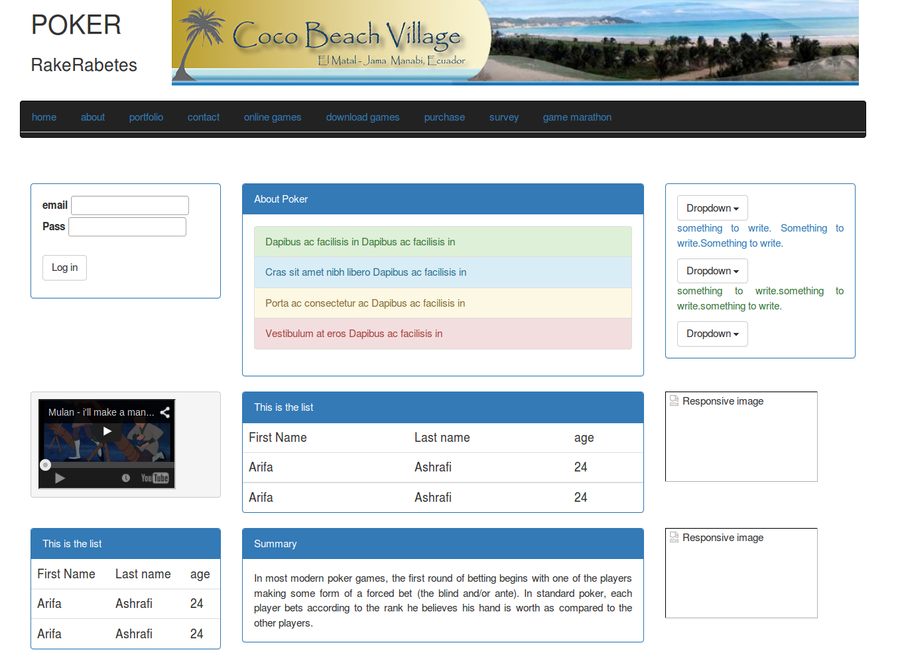 POKER
RakeRabetes
Coco Beach Village
El Matal - Jama, Manabi, Ecuador
home about portfolio contact online games download games purchase survey game marathon
email
Pass
Log in
About Poker
Dapibus ac facilisis in Dapibus ac facilisis in
Cras sit amet nibh libero Dapibus ac facilisis in
Porta ac consectetur ac Dapibus ac facilisis in
Vestibulum at eros Dapibus ac facilisis in
Dropdown
something to write. Something to
write.Something to write.
Dropdown
something to write.something to
write.something to write.
Dropdown
Mulan - i'll make a man...
YouTube
This is the list
First Name Last name age
Arifa Ashrafi 24
Arifa Ashrafi 24
Responsive image
This is the list
First Name Last name age
Arifa Ashrafi 24
Arifa Ashrafi 24
Summary
In most modern poker games, the first round of betting begins with one of the players
making some form of a forced bet (the blind and/or ante). In standard poker, each
player bets according to the rank he believes his hand is worth as compared to the
other players.
Responsive image